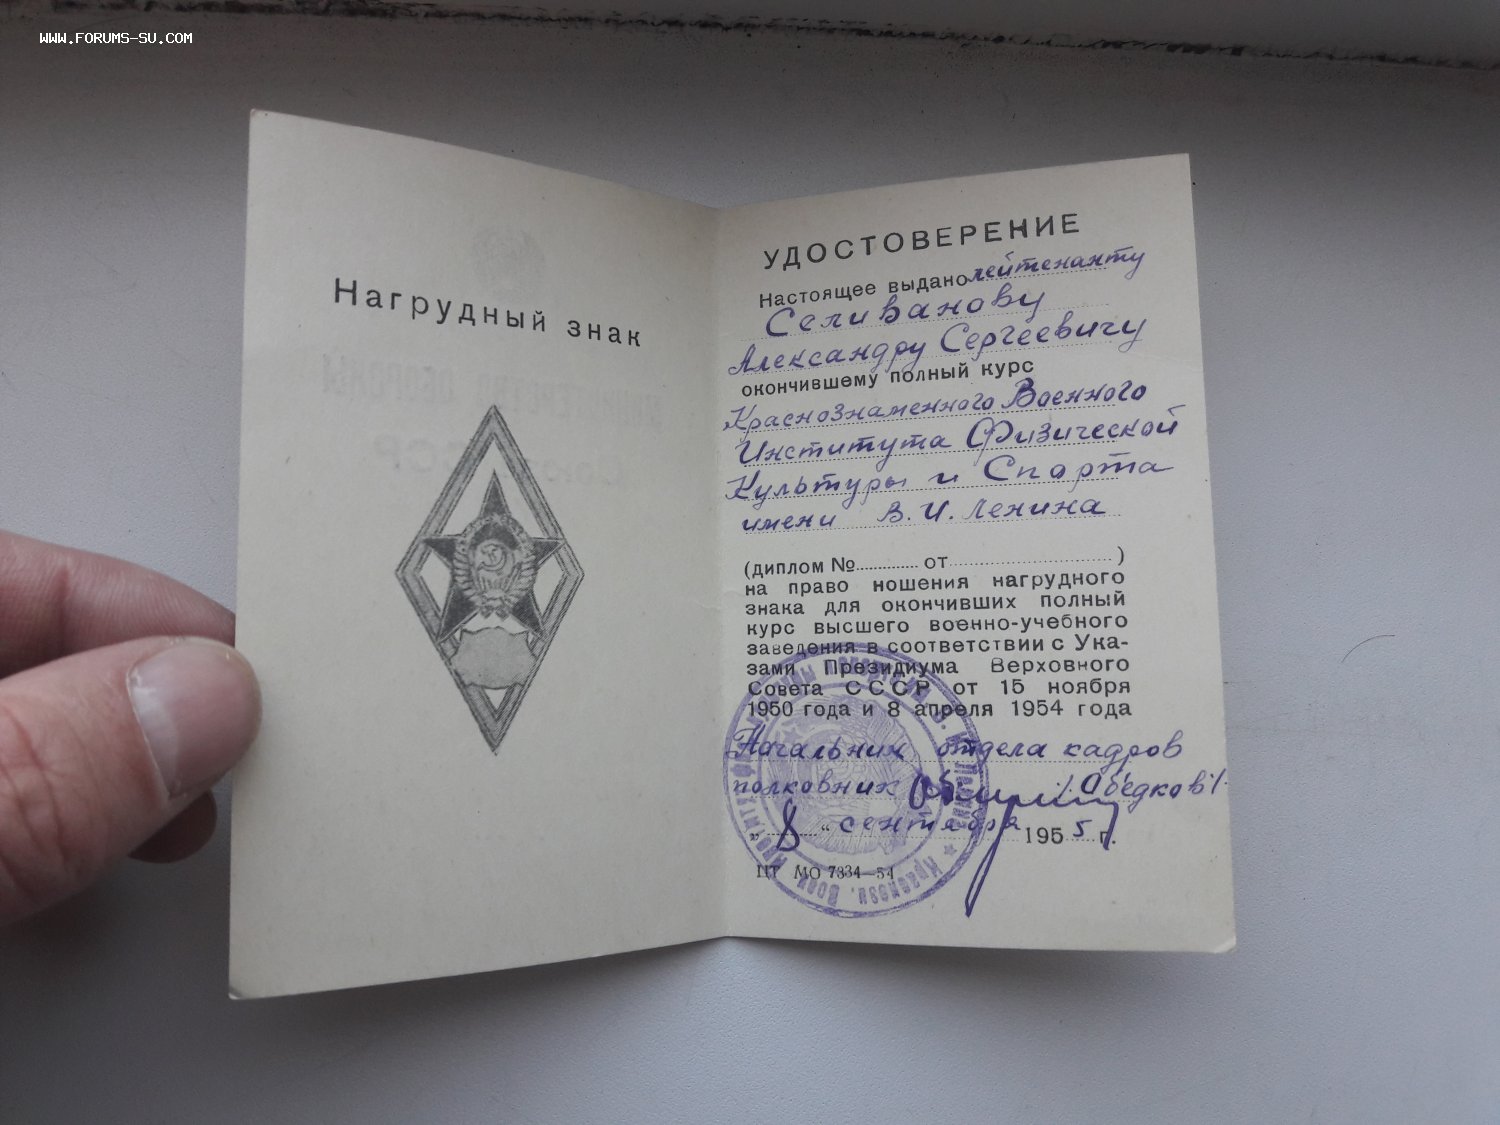 WWW.FORUMS-SU.COM
Нагрудный знак
УДОСТОВЕРЕНИЕ
Настоящее выдано лейтенанту
Селиванову
Александру Сергеевичу
окончившему полный курс
Краснознаменного Военного
Института Физической
Культуры и Спорта
имени В. И. Ленина
(диплом №............ от............................)
на право ношения нагрудного
знака для окончивших полный
курс высшего военно-учебного
заведения в соответствии с Ука-
зами Президиума Верховного
Совета СССР от 15 ноября
1950 года и 8 апреля 1954 года
Начальник отдела кадров
полковник /Объедков/
„8“ сентября 1955 г.
МО 7334—54